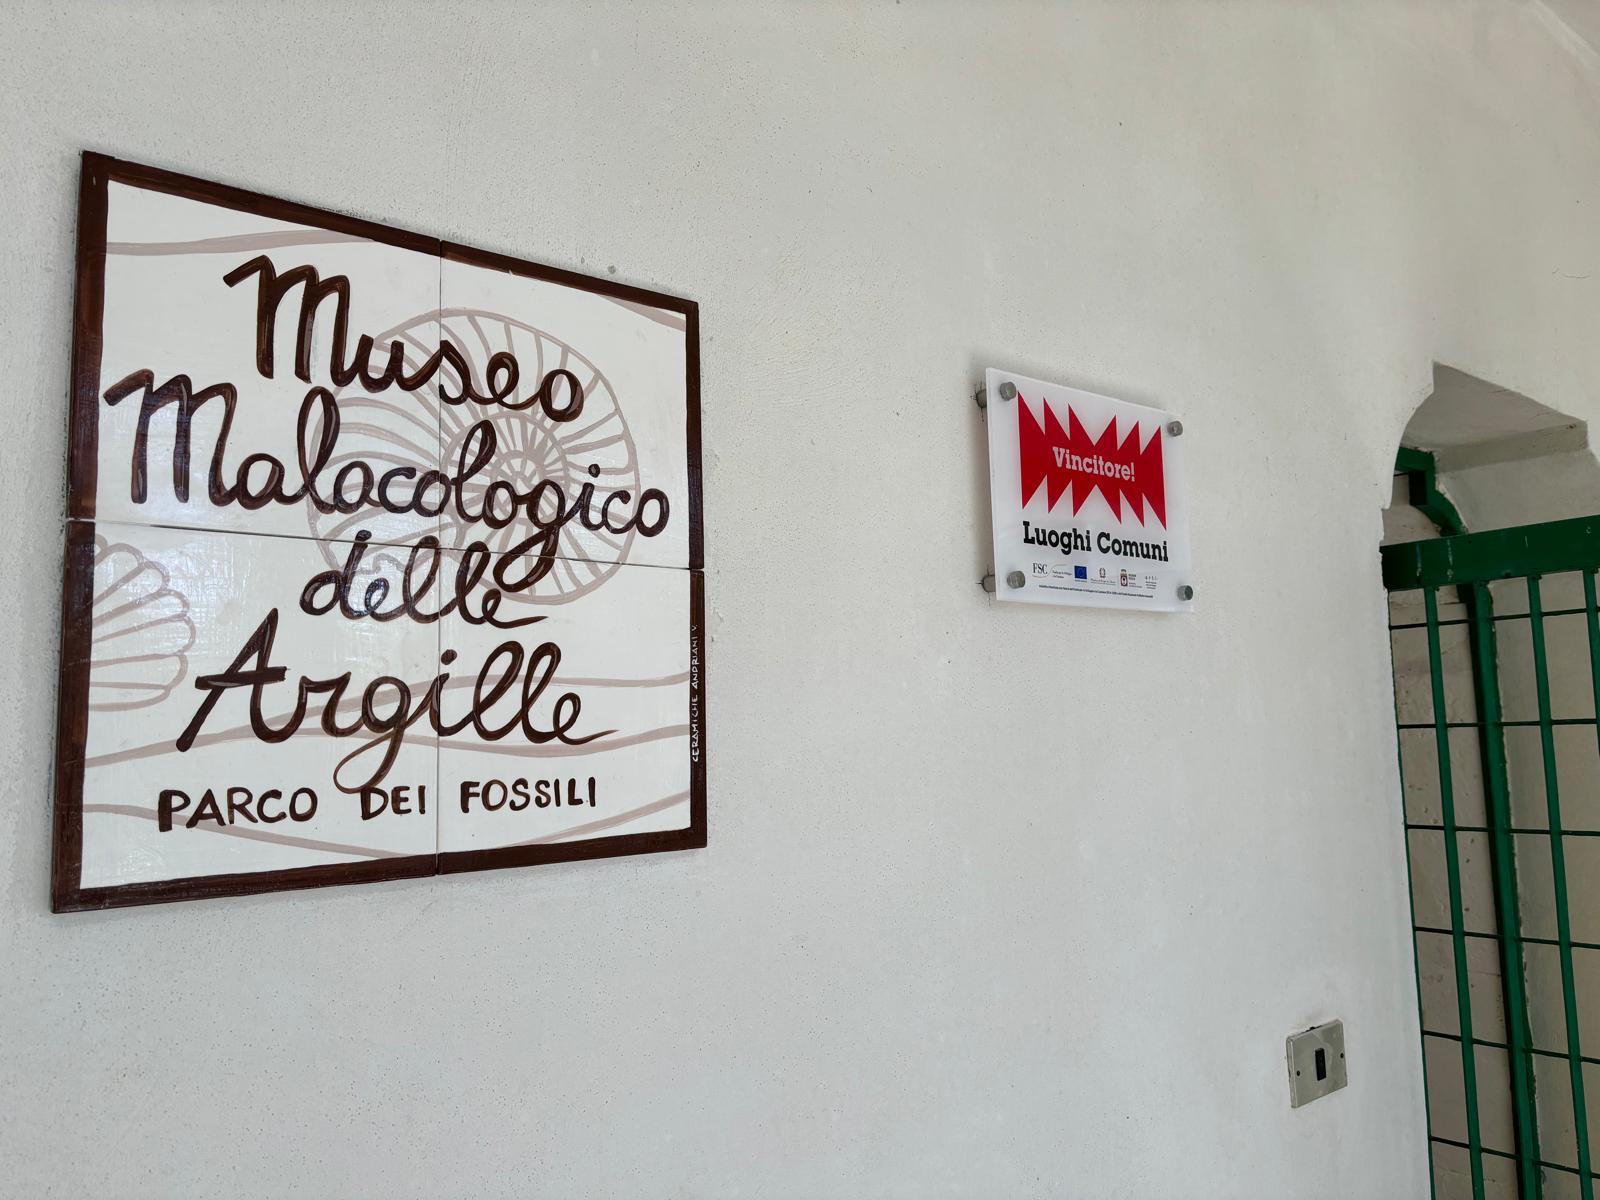 Museo
Malacologico
delle
Argille
PARCO DEI FOSSILI
CERAMICHE ANDRIANI V.
Vincitore!
Luoghi Comuni
FSC